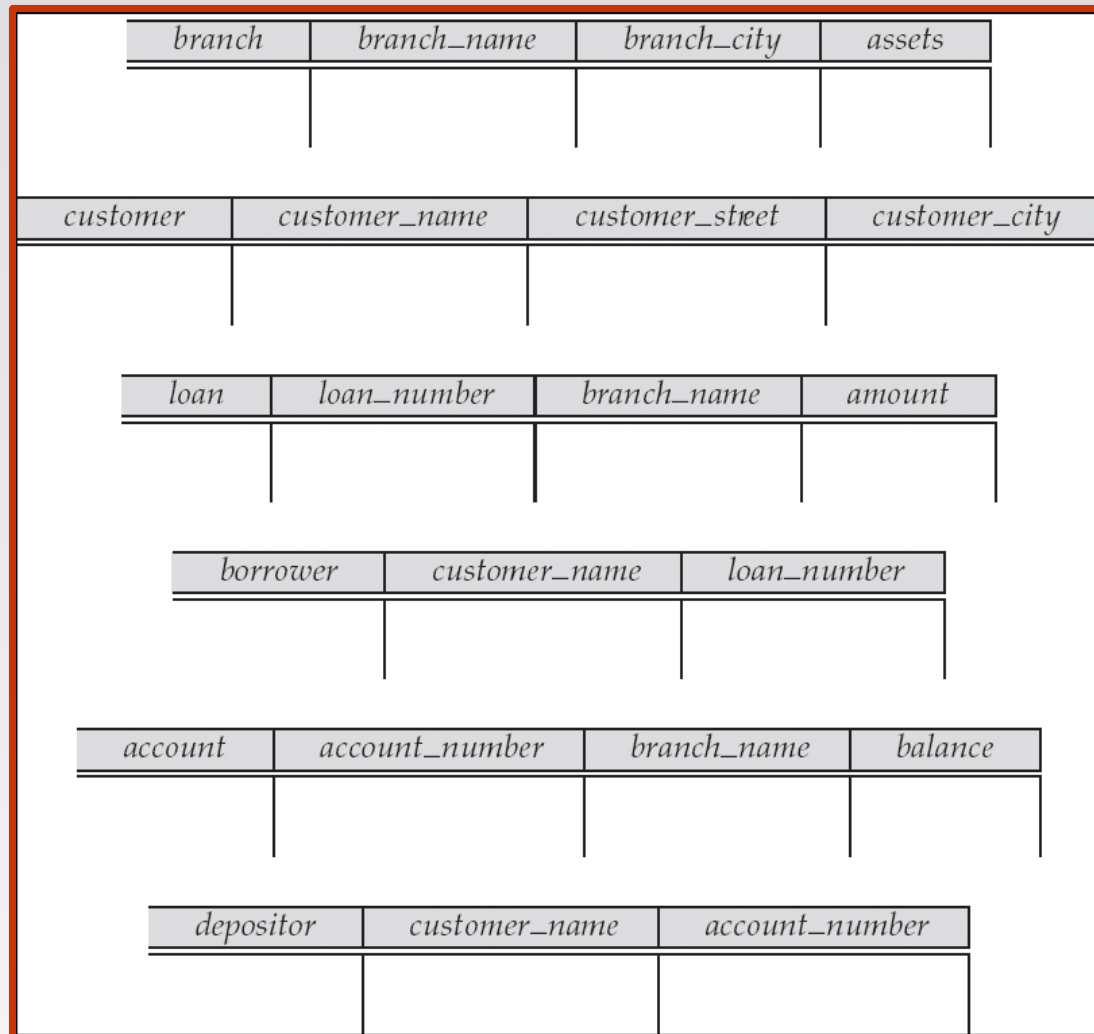 branch branch_name branch_city assets
customer customer_name customer_street customer_city
loan loan_number branch_name amount
borrower customer_name loan_number
account account_number branch_name balance
depositor customer_name account_number